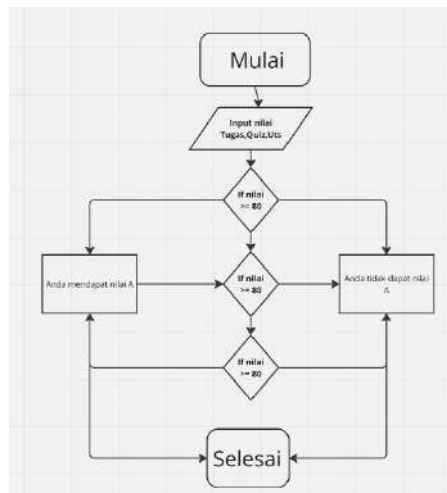 Mulai
Input nilai
Tugas,Quiz,Uts
If nilai
>= 80
Anda mendapat nilai A
If nilai
>= 80
Anda tidak dapat nilai
A
If nilai
>= 80
Selesai